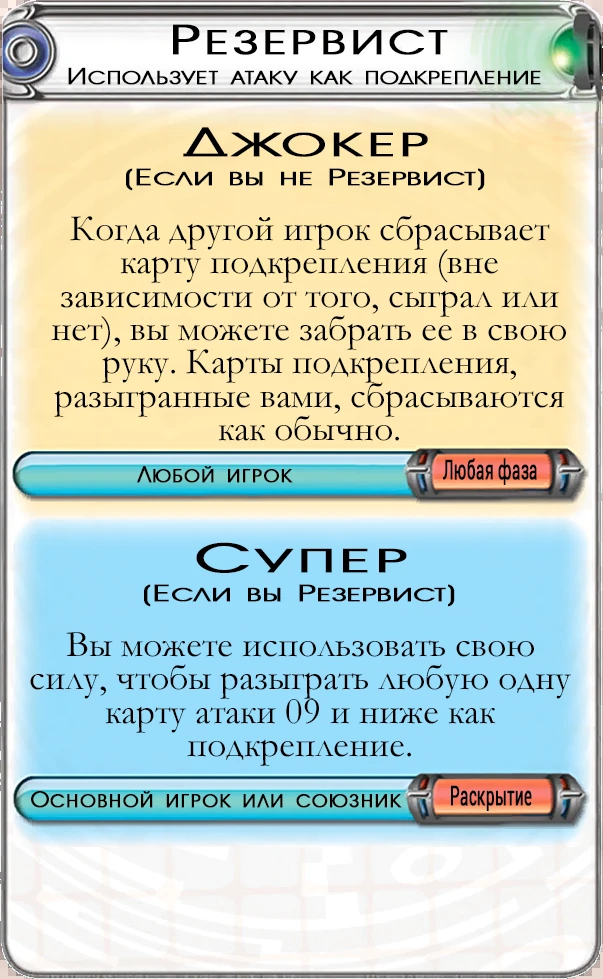 Резервист
Использует атаку как подкрепление
Джокер
(Если вы не Резервист)
Когда другой игрок сбрасывает
карту подкрепления (вне
зависимости от того, сыграл или
нет), вы можете забрать ее в свою
руку. Карты подкрепления,
разыгранные вами, сбрасываются
как обычно.
Любой игрок Любая фаза
Супер
(Если вы Резервист)
Вы можете использовать свою
силу, чтобы разыграть любую одну
карту атаки 09 и ниже как
подкрепление.
Основной игрок или союзник Раскрытие